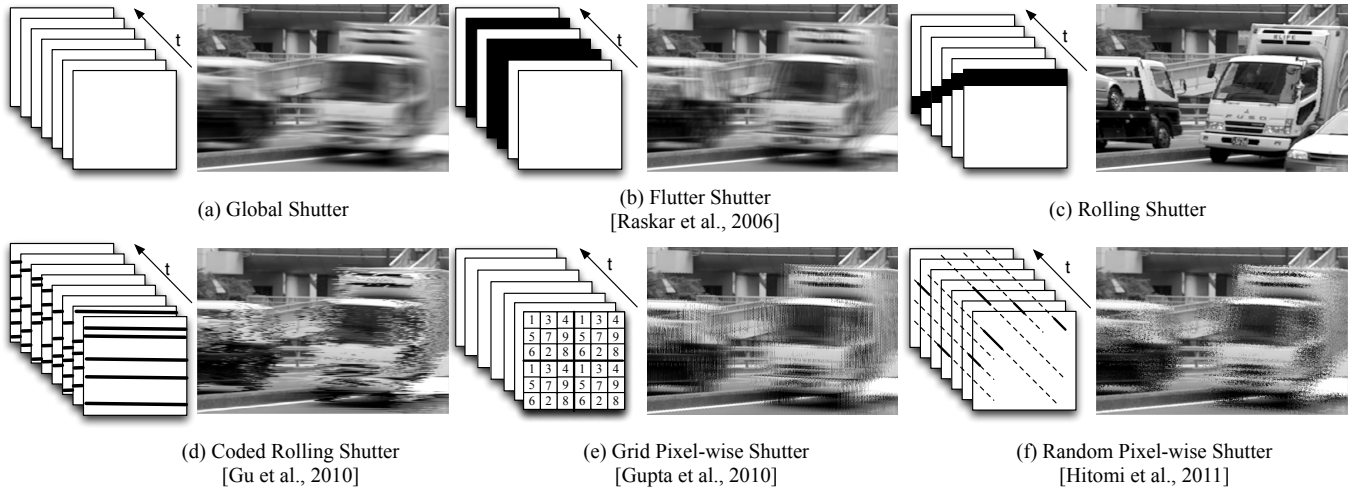 t
t
t
ELIFE
FUSO
(a) Global Shutter
(b) Flutter Shutter
[Raskar et al., 2006]
(c) Rolling Shutter
t
t
t
1 3 4 1 3 4
5 7 9 5 7 9
6 2 8 6 2 8
1 3 4 1 3 4
5 7 9 5 7 9
6 2 8 6 2 8
(d) Coded Rolling Shutter
[Gu et al., 2010]
(e) Grid Pixel-wise Shutter
[Gupta et al., 2010]
(f) Random Pixel-wise Shutter
[Hitomi et al., 2011]